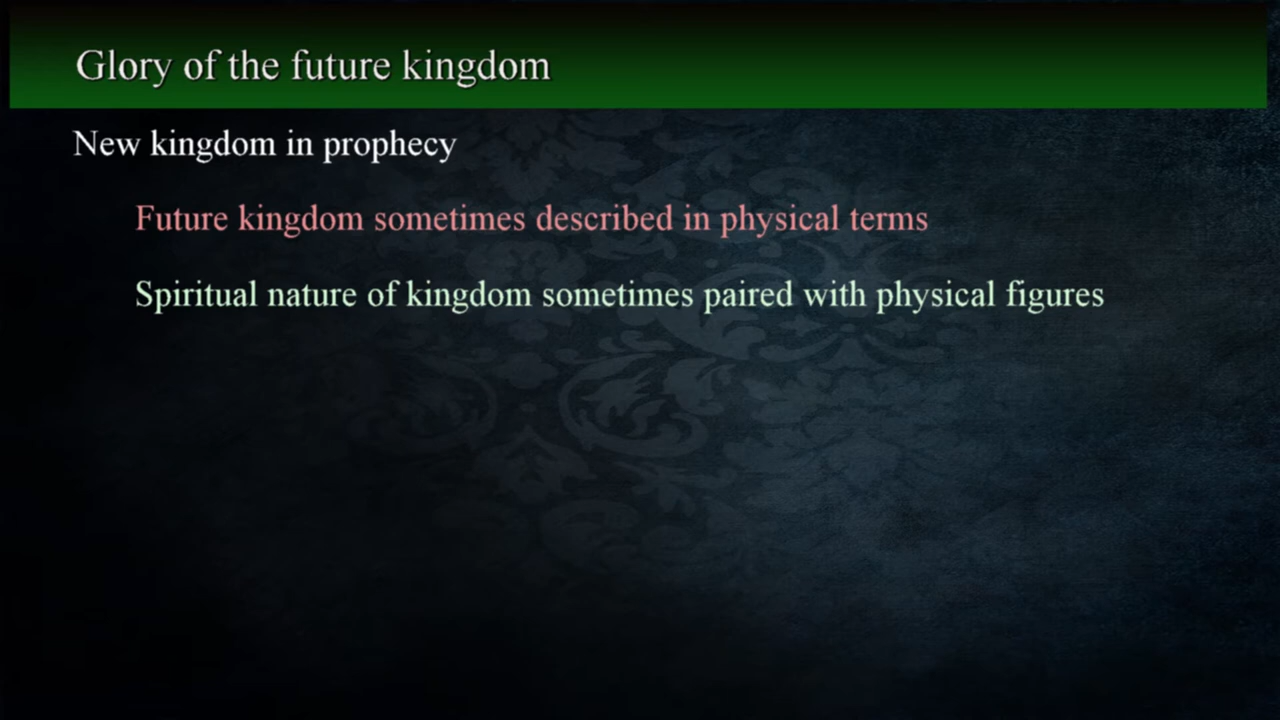 Glory of the future kingdom
New kingdom in prophecy
Future kingdom sometimes described in physical terms
Spiritual nature of kingdom sometimes paired with physical figures